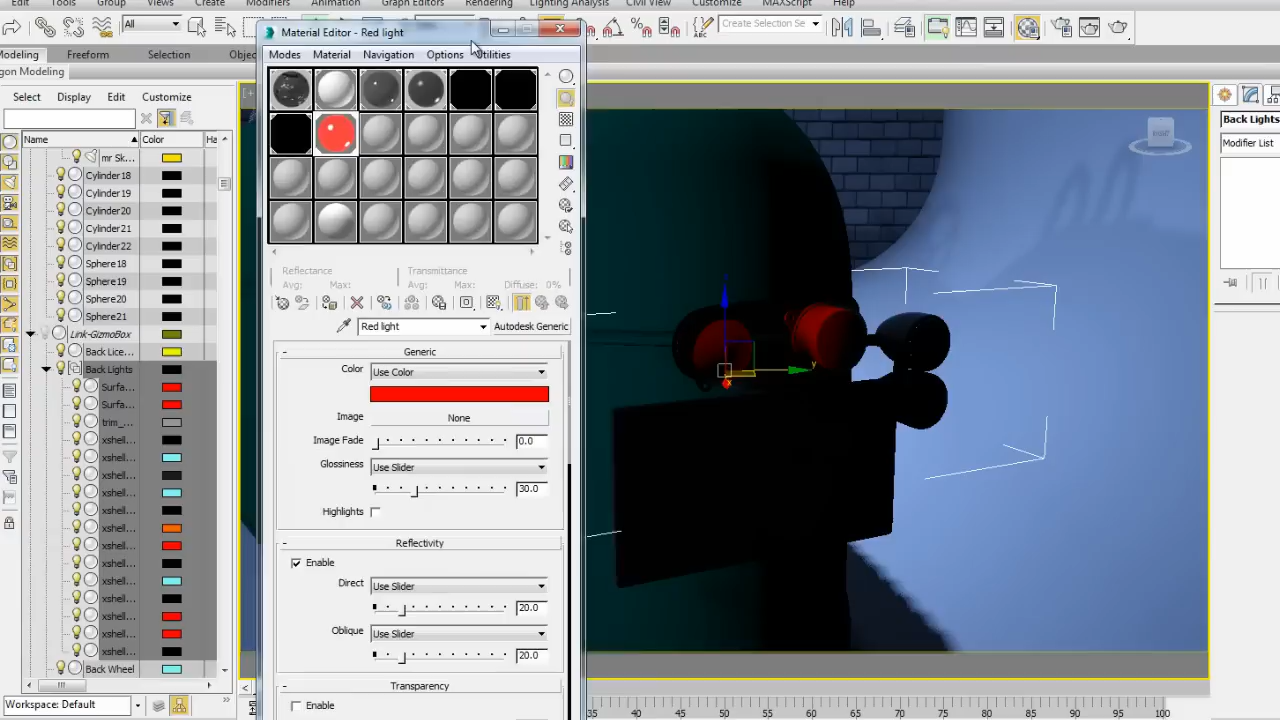 Tools Group Views Create Modifiers Animation Graph Editors Rendering Lighting Analysis Civil View Customize MAXScript Help
All
Create Selection Se
Material Editor - Red light
Modeling Freeform Selection
Modes Material Navigation Options Utilities
Select Display Edit Customize
Name Color
mr Sk...
Cylinder18
Cylinder19
Cylinder20
Cylinder21
Cylinder22
Sphere18
Sphere19
Sphere20
Sphere21
Link-GizmoBox
Back Lice...
Back Lights
Surfa...
Surfa...
trim_...
xshell...
xshell...
xshell...
xshell...
xshell...
xshell...
xshell...
xshell...
xshell...
xshell...
xshell...
xshell...
xshell...
Back Wheel
Workspace: Default
Reflectance Transmittance
Avg: Max: Avg: Max: Diffuse: 0%
Red light Autodesk Generic
- Generic
Color Use Color
Image None
Image Fade 0.0
Glossiness Use Slider
30.0
Highlights
- Reflectivity
Enable
Direct Use Slider
20.0
Oblique Use Slider
20.0
- Transparency
Enable
z
y
x
Back Lights
Modifier List
35 40 45 50 55 60 65 70 75 80 85 90 95 100